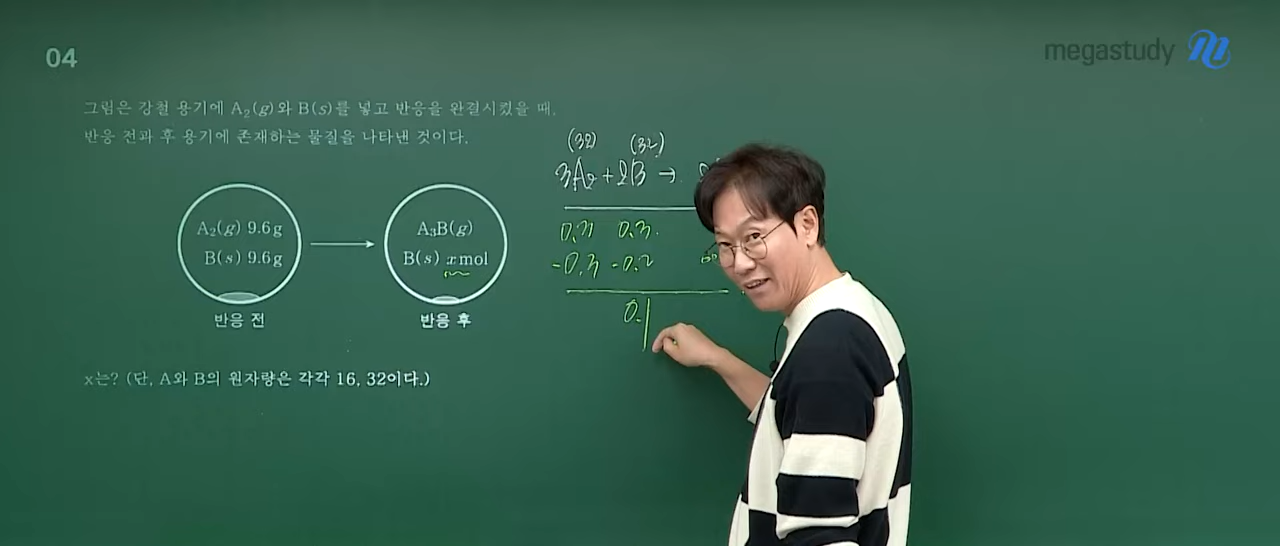 04
megastudy
그림은 강철 용기에 A₂(g)와 B(s)를 넣고 반응을 완결시켰을 때,
반응 전과 후 용기에 존재하는 물질을 나타낸 것이다.
A₂(g) 9.6g
B(s) 9.6g
A₃B(g)
B(s) xmol
반응 전
반응 후
x는? (단, A와 B의 원자량은 각각 16, 32이다.)
(32) (32)
3A₂ + 2B → 2
0.3 0.3
-0.3 -0.2
0.1